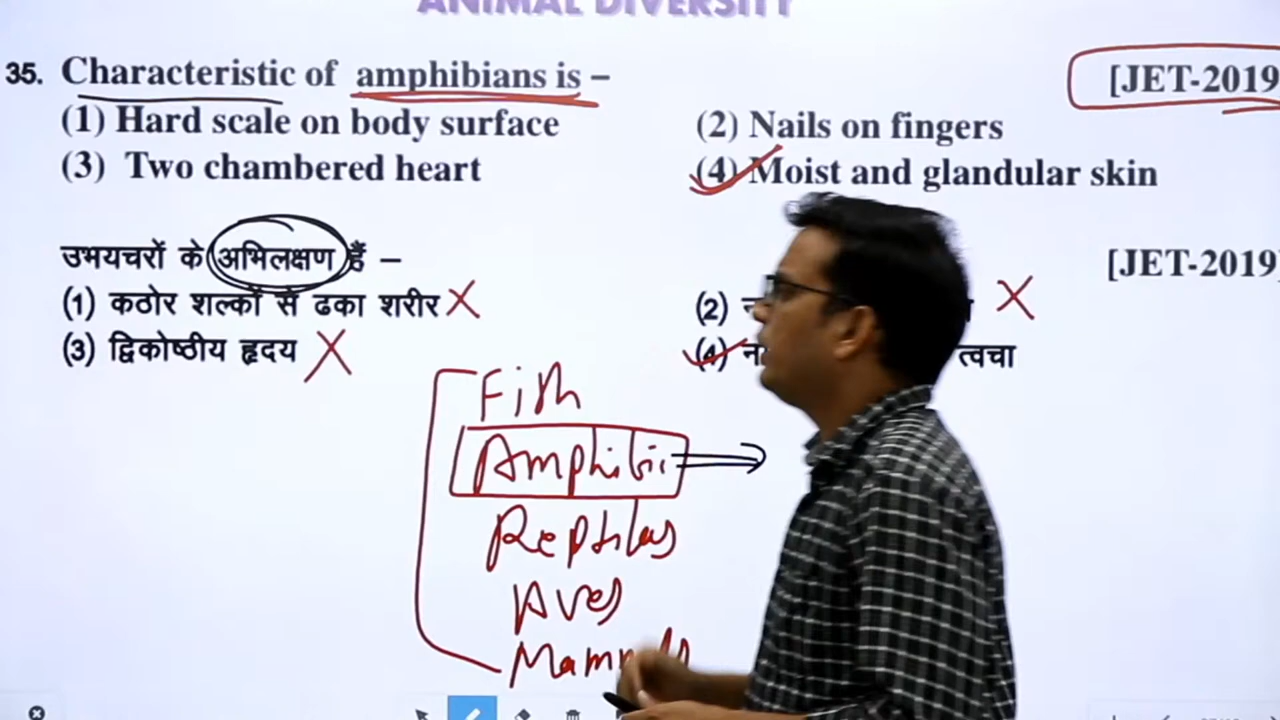 ANIMAL DIVERSITY
35. Characteristic of amphibians is – [JET-2019
(1) Hard scale on body surface (2) Nails on fingers
(3) Two chambered heart (4) Moist and glandular skin
उभयचरों के अभिलक्षण हैं – [JET-2019]
(1) कठोर शल्कों से ढका शरीर (2)
(3) द्विकोष्ठीय हृदय (4) त्वचा
Fish
Amphibi
Reptiles
Aves